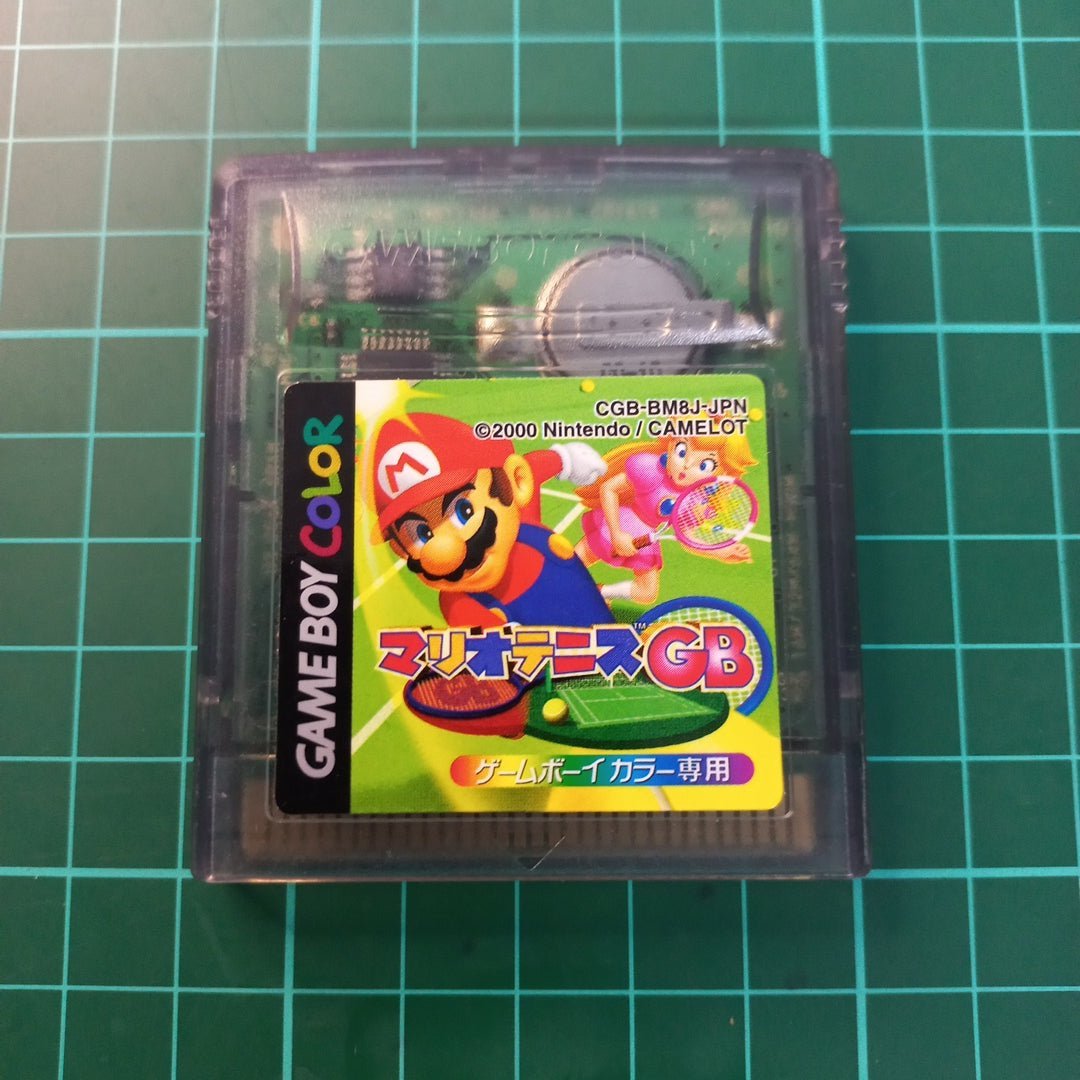 GAME BOY COLOR
CGB-BM8J-JPN
©2000 Nintendo / CAMELOT
M
マリオテニスGB
TM
ゲームボーイ カラー専用